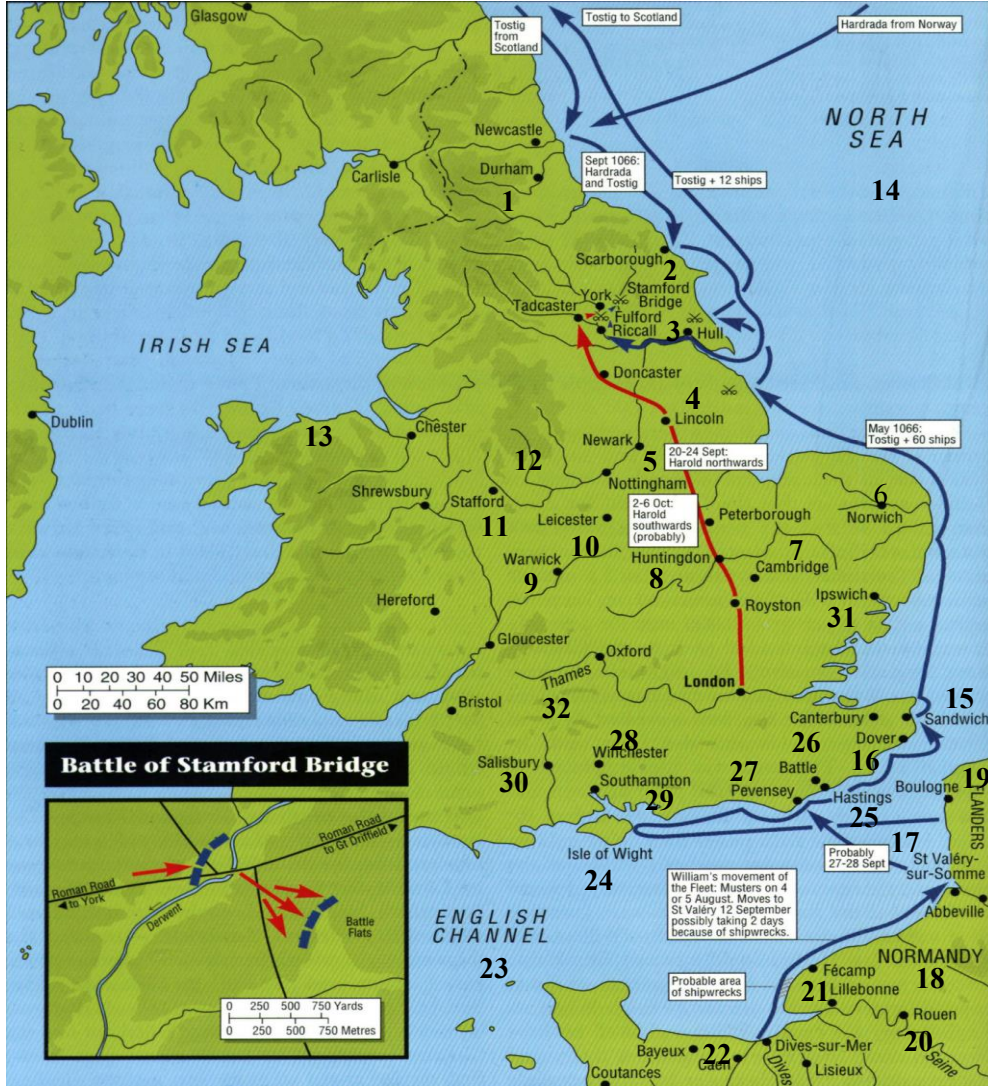 Glasgow
Tostig
from
Scotland
Tostig to Scotland
Hardrada from Norway
NORTH
SEA
14
Newcastle
Carlisle
Durham
1
Sept 1066:
Hardrada
and Tostig
Tostig + 12 ships
Scarborough
2
York
Stamford
Bridge
Tadcaster
Fulford
Riccall
3
Hull
IRISH SEA
Doncaster
4
Lincoln
Dublin
13
Chester
May 1066:
Tostig + 60 ships
Newark
12
5
20-24 Sept:
Harold northwards
Nottingham
Shrewsbury
Stafford
11
2-6 Oct:
Harold
southwards
(probably)
6
Norwich
Leicester
10
Peterborough
Warwick
9
Huntingdon
8
7
Cambridge
Hereford
Royston
Ipswich
31
Gloucester
Oxford
Thames
London
0 10 20 30 40 50 Miles
0 20 40 60 80 Km
Bristol
32
15
Canterbury
Sandwich
Dover
16
28
Winchester
26
Salisbury
30
Southampton
29
27
Battle
Pevensey
Hastings
25
Boulogne
19
FLANDERS
17
Isle of Wight
24
Probably
27-28 Sept
St Valéry-
sur-Somme
Abbeville
William's movement
of the Fleet: Musters on 4
or 5 August. Moves to
St Valéry 12 September
possibly taking 2 days
because of shipwrecks.
ENGLISH
CHANNEL
23
NORMANDY
18
Probable area
of shipwrecks
Fécamp
21
Lillebonne
Rouen
20
Seine
Bayeux
22
Caen
Dives-sur-Mer
Dives
Lisieux
Coutances
Battle of Stamford Bridge
Roman Road
to Gt Driffield
Roman Road
to York
Derwent
Battle
Flats
0 250 500 750 Yards
0 250 500 750 Metres